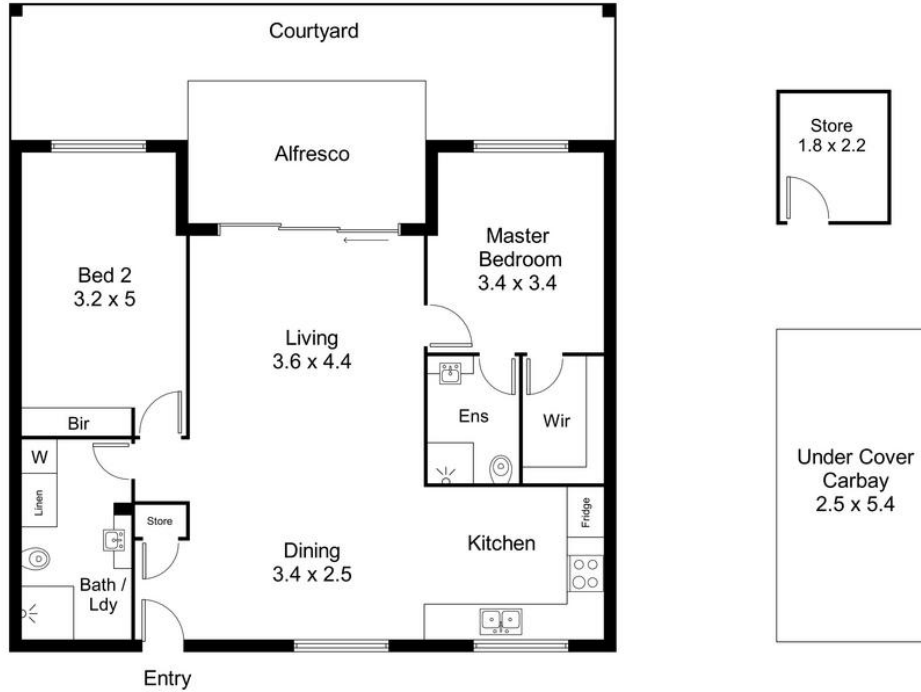 Courtyard
Alfresco
Store
1.8 x 2.2
Master
Bedroom
3.4 x 3.4
Bed 2
3.2 x 5
Living
3.6 x 4.4
Bir
Ens
Wir
W
Linen
Store
Fridge
Kitchen
Dining
3.4 x 2.5
Bath /
Ldy
Entry
Under Cover
Carbay
2.5 x 5.4